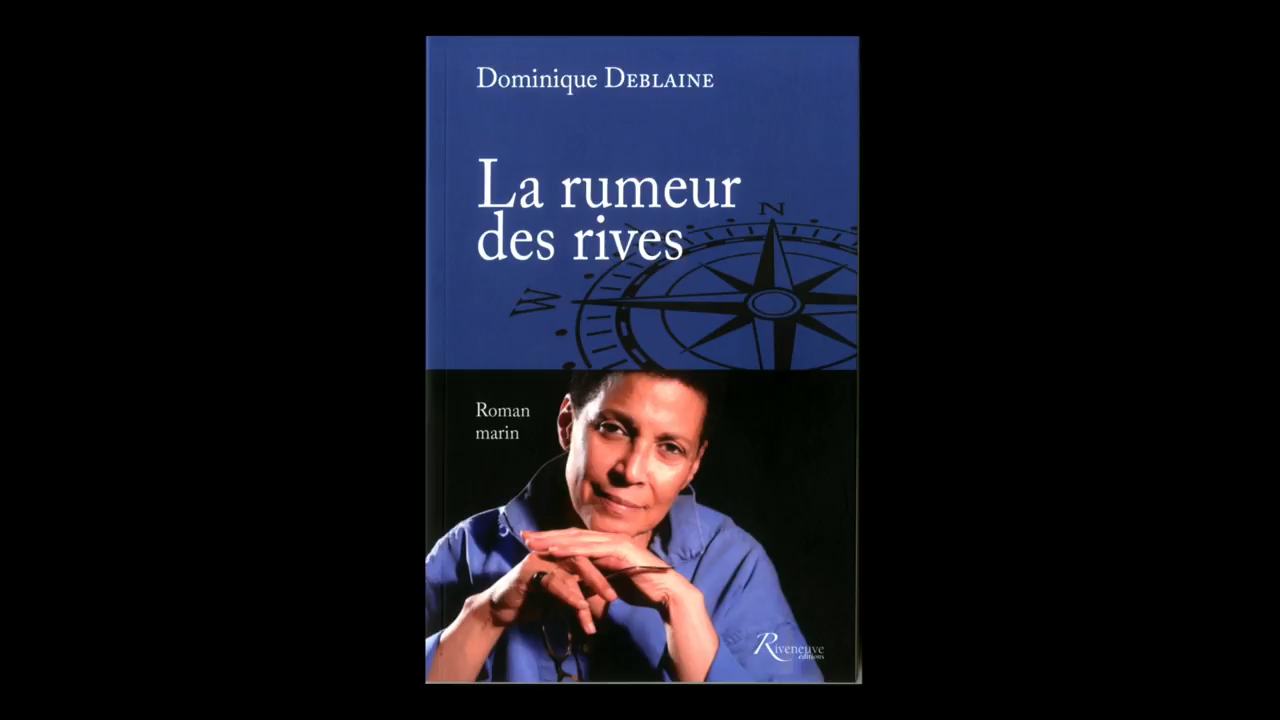 Dominique DEBLAINE
La rumeur
des rives
N
W
Roman
marin
Riveneuve
éditions